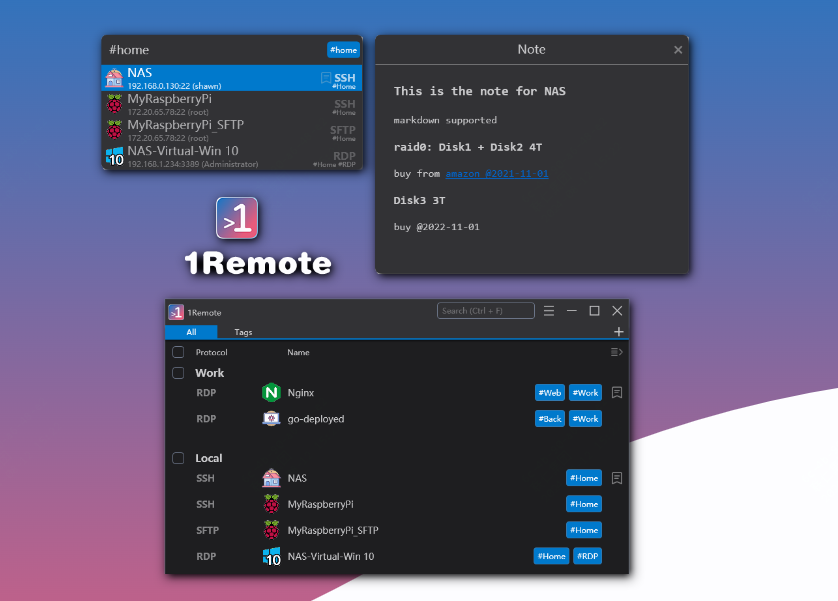 #home #home
NAS SSH
192.168.0.130:22 (shawn) #Home
MyRaspberryPi SSH
172.20.65.78:22 (root) #Home
MyRaspberryPi_SFTP SFTP
172.20.65.78:22 (root) #Home
10 NAS-Virtual-Win 10 RDP
192.168.1.234:3389 (Administrator) #Home #RDP
Note
This is the note for NAS
markdown supported
raid0: Disk1 + Disk2 4T
buy from amazon #2021-11-01
Disk3 3T
buy @2022-11-01
>1
1Remote
>1 1Remote Search (Ctrl + F)
All Tags
Protocol Name
Work
RDP N Nginx #Web #Work
RDP go-deployed #Back #Work
Local
SSH NAS #Home
SSH MyRaspberryPi #Home
SFTP MyRaspberryPi_SFTP #Home
RDP 10 NAS-Virtual-Win 10 #Home #RDP